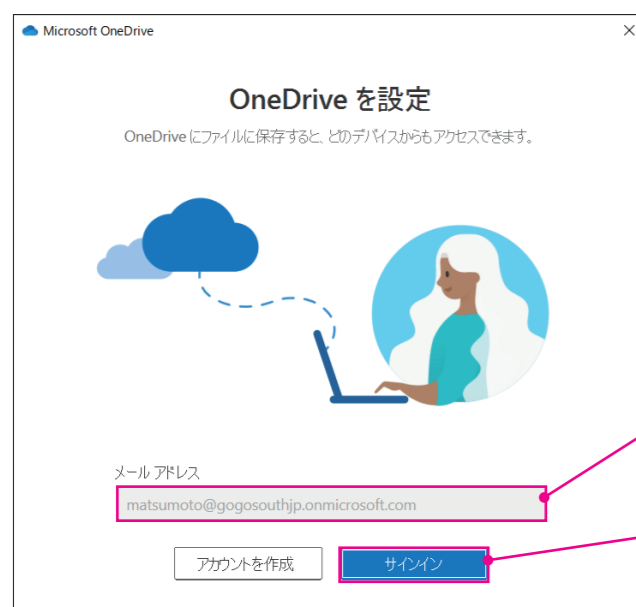 Microsoft OneDrive
OneDrive を設定
OneDrive にファイルに保存すると、どのデバイスからもアクセスできます。
メール アドレス
matsumoto@gogosouthjp.onmicrosoft.com
アカウントを作成
サインイン